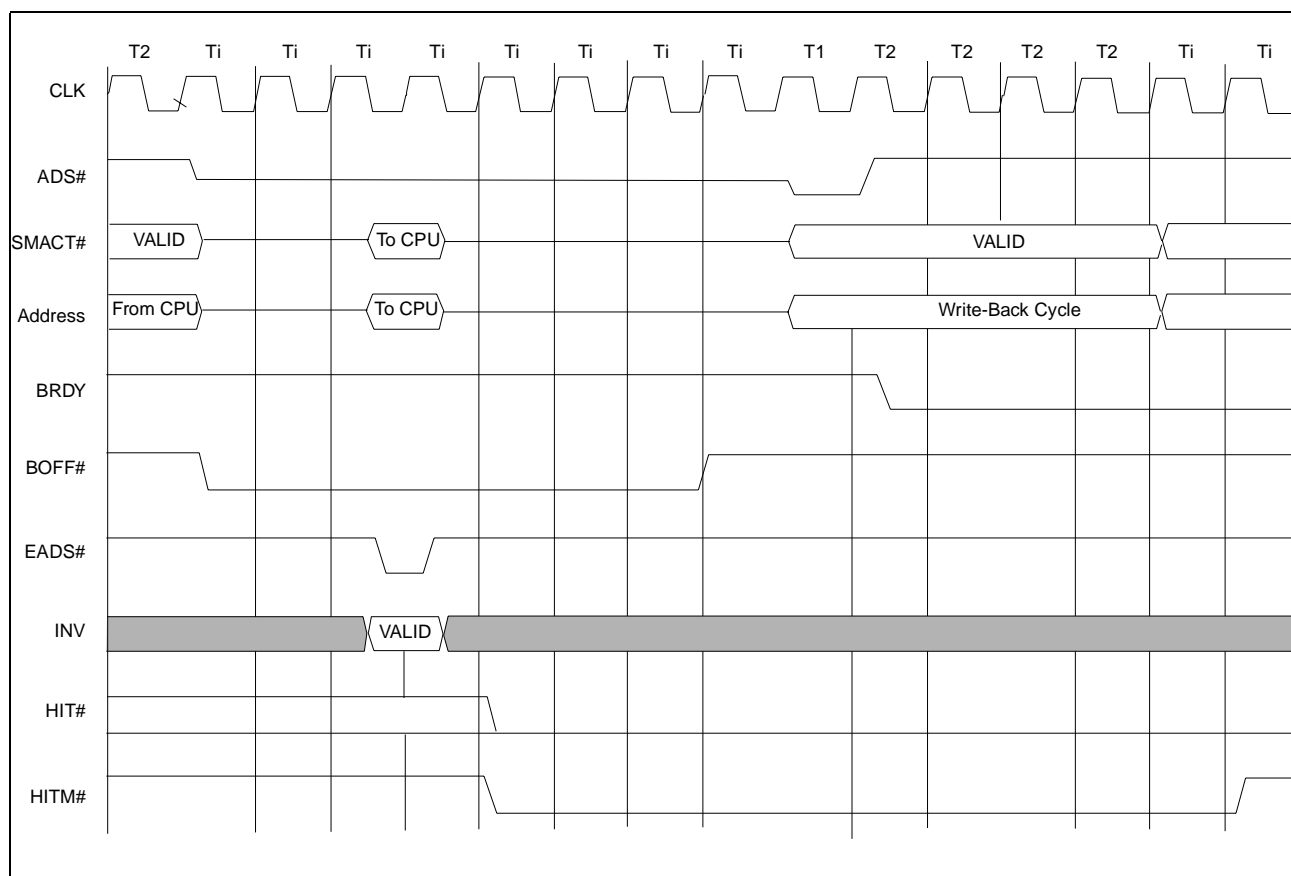 T2 Ti Ti Ti Ti Ti Ti Ti Ti T1 T2 T2 T2 T2 Ti Ti
CLK
ADS#
SMACT# VALID To CPU VALID
Address From CPU To CPU Write-Back Cycle
BRDY
BOFF#
EADS#
INV VALID
HIT#
HITM#